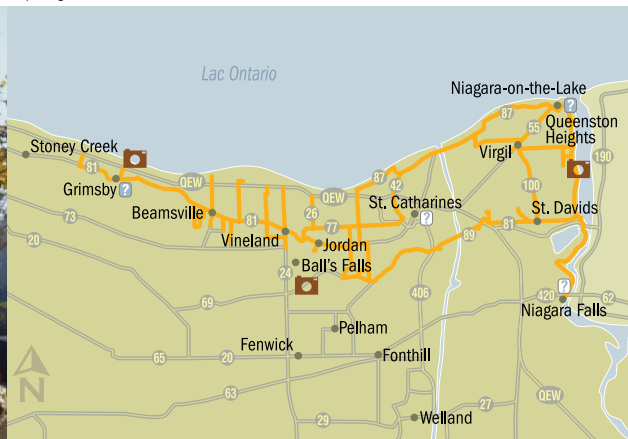 Lac Ontario
Niagara-on-the-Lake
?
87
55
Queenston
Heights
Stoney Creek
Virgil
190
81
QEW
87
Grimsby
?
42
100
QEW
St. Catharines
Beamsville
26
?
St. Davids
73
81
77
81
Vineland
Jordan
89
20
24
Ball's Falls
?
69
406
420
62
Niagara Falls
Pelham
65
20
Fenwick
Fonthill
N
63
QEW
27
29
Welland